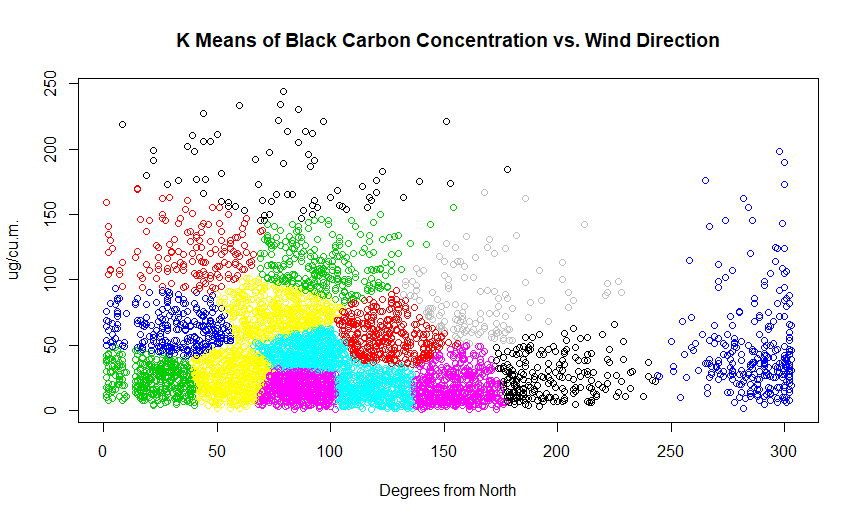 K Means of Black Carbon Concentration vs. Wind Direction
250
200
150
100
50
0
ug/cu.m.
0 50 100 150 200 250 300
Degrees from North